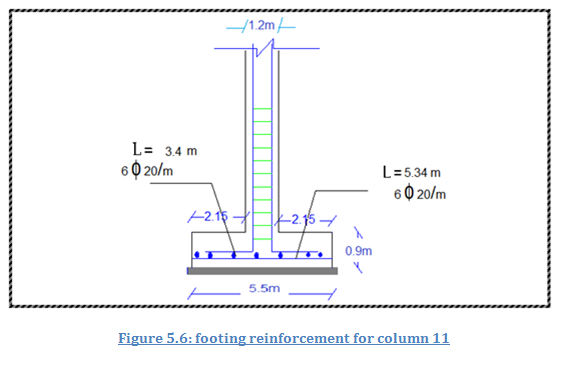 1.2m
L= 3.4 m
6 ϕ 20/m
L=5.34 m
6 ϕ 20/m
2.15
2.15
0.9m
5.5m
Figure 5.6: footing reinforcement for column 11